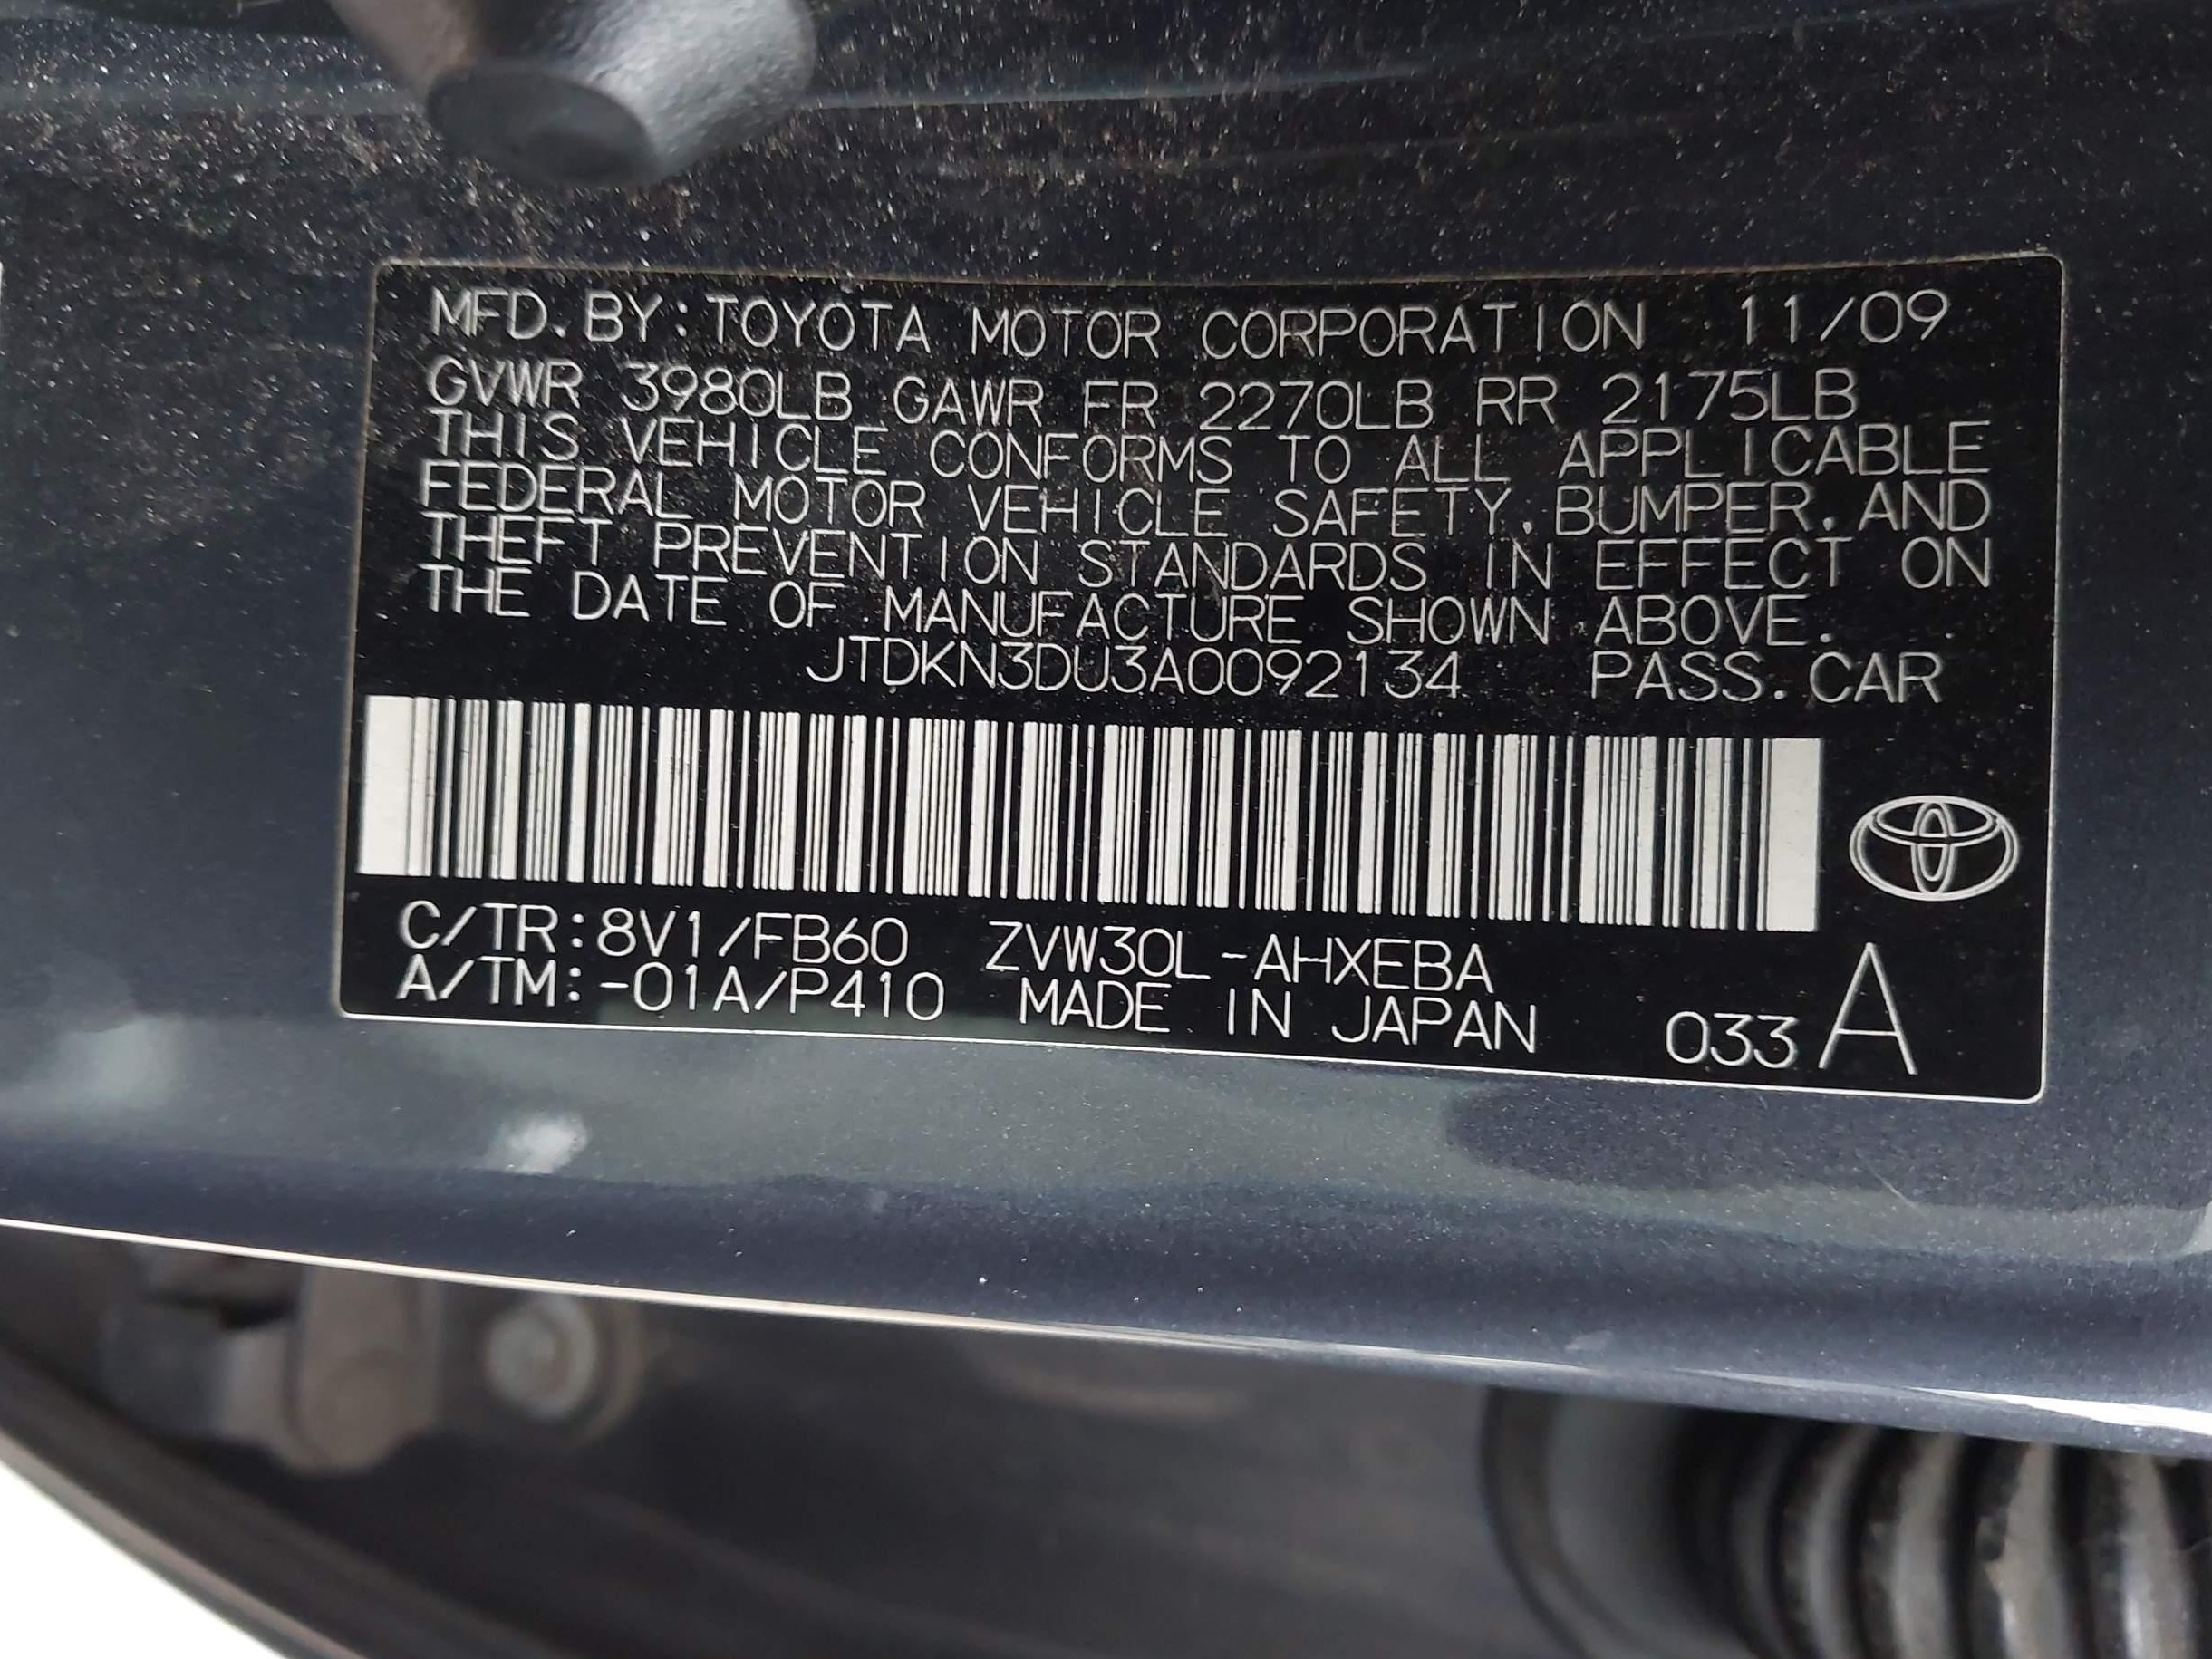 MFD. BY: TOYOTA MOTOR CORPORATION 11/09
GVWR 3980LB GAWR FR 2270LB RR 2175LB
THIS VEHICLE CONFORMS TO ALL APPLICABLE
FEDERAL MOTOR VEHICLE SAFETY, BUMPER, AND
THEFT PREVENTION STANDARDS IN EFFECT ON
THE DATE OF MANUFACTURE SHOWN ABOVE.
JTDKN3DU3A0092134 PASS. CAR
C/TR: 8V1/FB60 ZVW30L-AHXEBA
A/TM: -01A/P410 MADE IN JAPAN 033 A